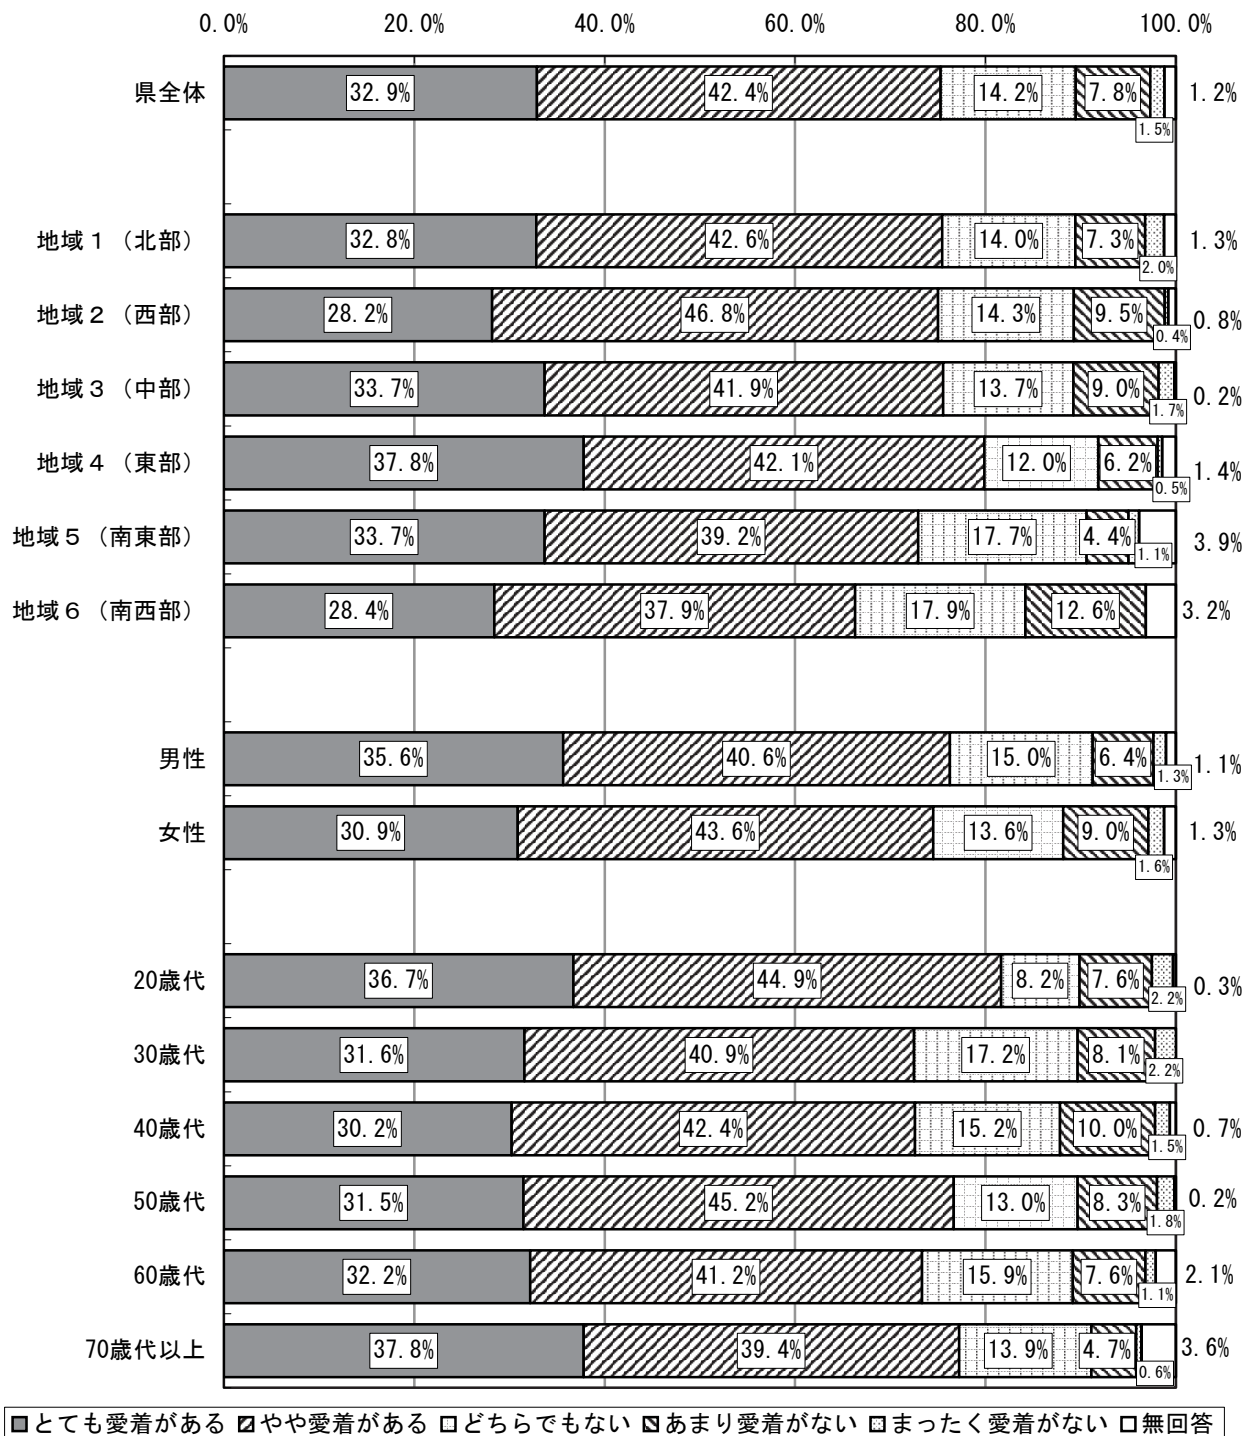 0.0% 20.0% 40.0% 60.0% 80.0% 100.0%
県全体 32.9% 42.4% 14.2% 7.8% 1.5% 1.2%
地域1（北部） 32.8% 42.6% 14.0% 7.3% 2.0% 1.3%
地域2（西部） 28.2% 46.8% 14.3% 9.5% 0.4% 0.8%
地域3（中部） 33.7% 41.9% 13.7% 9.0% 1.7% 0.2%
地域4（東部） 37.8% 42.1% 12.0% 6.2% 0.5% 1.4%
地域5（南東部） 33.7% 39.2% 17.7% 4.4% 1.1% 3.9%
地域6（南西部） 28.4% 37.9% 17.9% 12.6% 3.2%
男性 35.6% 40.6% 15.0% 6.4% 1.3% 1.1%
女性 30.9% 43.6% 13.6% 9.0% 1.6% 1.3%
20歳代 36.7% 44.9% 8.2% 7.6% 2.2% 0.3%
30歳代 31.6% 40.9% 17.2% 8.1% 2.2%
40歳代 30.2% 42.4% 15.2% 10.0% 1.5% 0.7%
50歳代 31.5% 45.2% 13.0% 8.3% 1.8% 0.2%
60歳代 32.2% 41.2% 15.9% 7.6% 1.1% 2.1%
70歳代以上 37.8% 39.4% 13.9% 4.7% 0.6% 3.6%
とても愛着がある やや愛着がある どちらでもない あまり愛着がない まったく愛着がない 無回答